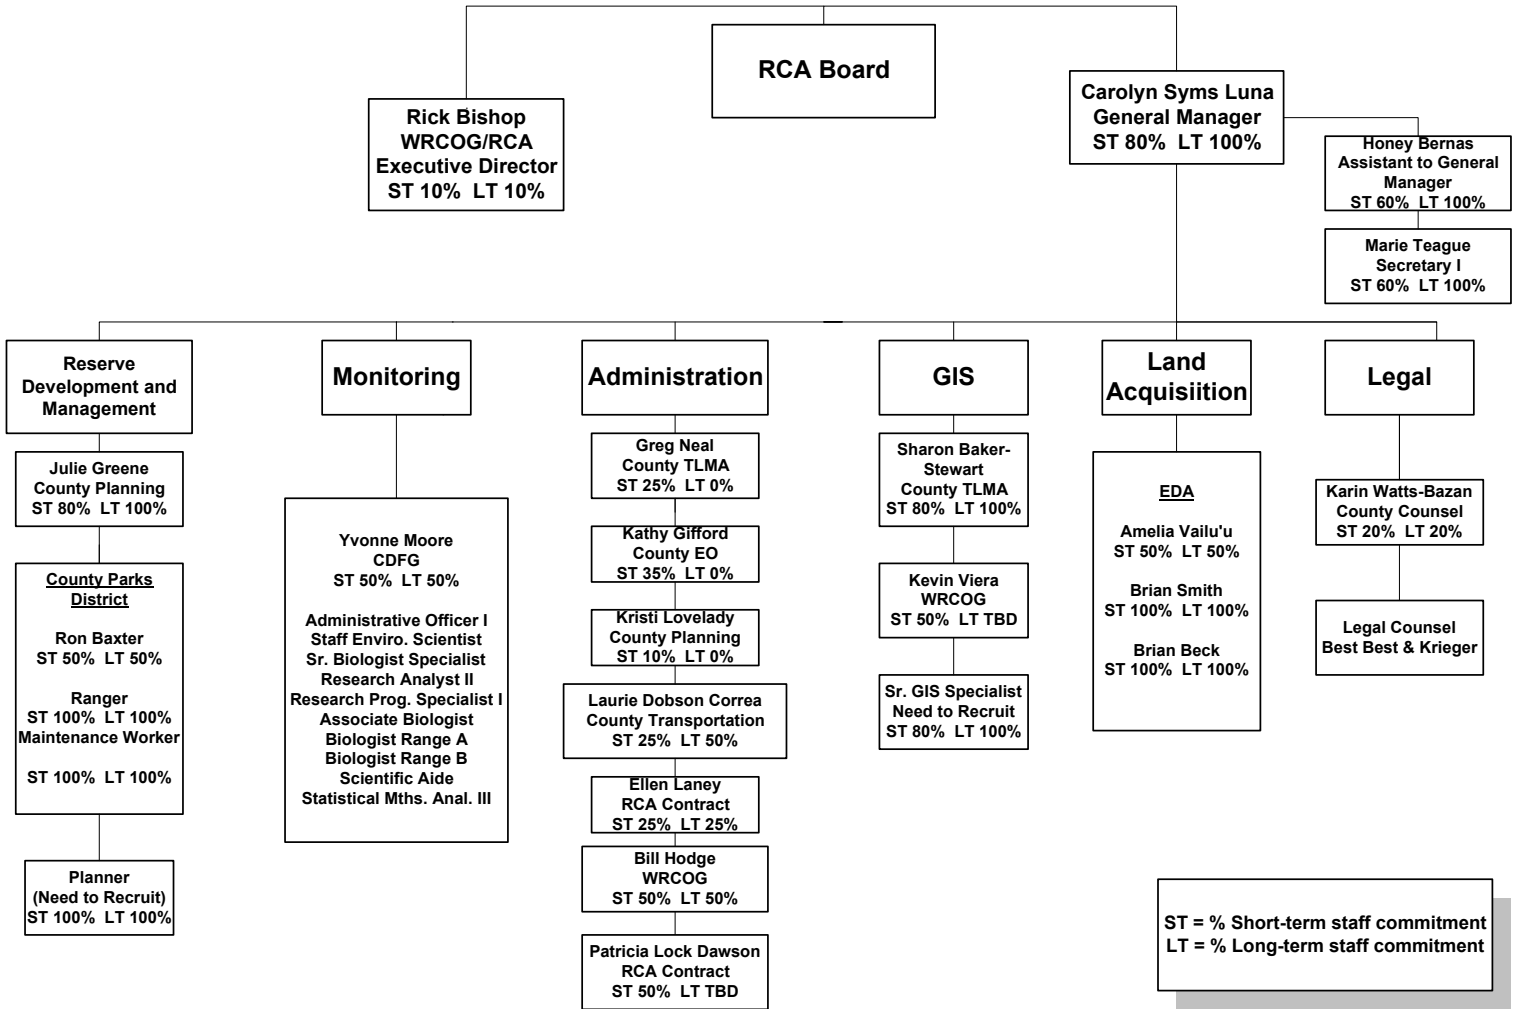 RCA Board
Rick Bishop
WRCOG/RCA
Executive Director
ST 10%  LT 10%
Carolyn Syms Luna
General Manager
ST 80%  LT 100%
Honey Bernas
Assistant to General
Manager
ST 60%  LT 100%
Marie Teague
Secretary I
ST 60%  LT 100%
Reserve
Development and
Management
Julie Greene
County Planning
ST 80%  LT 100%
County Parks
District
Ron Baxter
ST 50%  LT 50%
Ranger
ST 100%  LT 100%
Maintenance Worker
ST 100%  LT 100%
Planner
(Need to Recruit)
ST 100%  LT 100%
Monitoring
Yvonne Moore
CDFG
ST 50%  LT 50%
Administrative Officer I
Staff Enviro. Scientist
Sr. Biologist Specialist
Research Analyst II
Research Prog. Specialist I
Associate Biologist
Biologist Range A
Biologist Range B
Scientific Aide
Statistical Mths. Anal. III
Administration
Greg Neal
County TLMA
ST 25%  LT 0%
Kathy Gifford
County EO
ST 35%  LT 0%
Kristi Lovelady
County Planning
ST 10%  LT 0%
Laurie Dobson Correa
County Transportation
ST 25%  LT 50%
Ellen Laney
RCA Contract
ST 25%  LT 25%
Bill Hodge
WRCOG
ST 50%  LT 50%
Patricia Lock Dawson
RCA Contract
ST 50%  LT TBD
GIS
Sharon Baker-
Stewart
County TLMA
ST 80%  LT 100%
Kevin Viera
WRCOG
ST 50%  LT TBD
Sr. GIS Specialist
Need to Recruit
ST 80%  LT 100%
Land
Acquisiition
EDA
Amelia Vailu'u
ST 50%  LT 50%
Brian Smith
ST 100%  LT 100%
Brian Beck
ST 100%  LT 100%
Legal
Karin Watts-Bazan
County Counsel
ST 20%  LT 20%
Legal Counsel
Best Best & Krieger
ST = % Short-term staff commitment
LT = % Long-term staff commitment